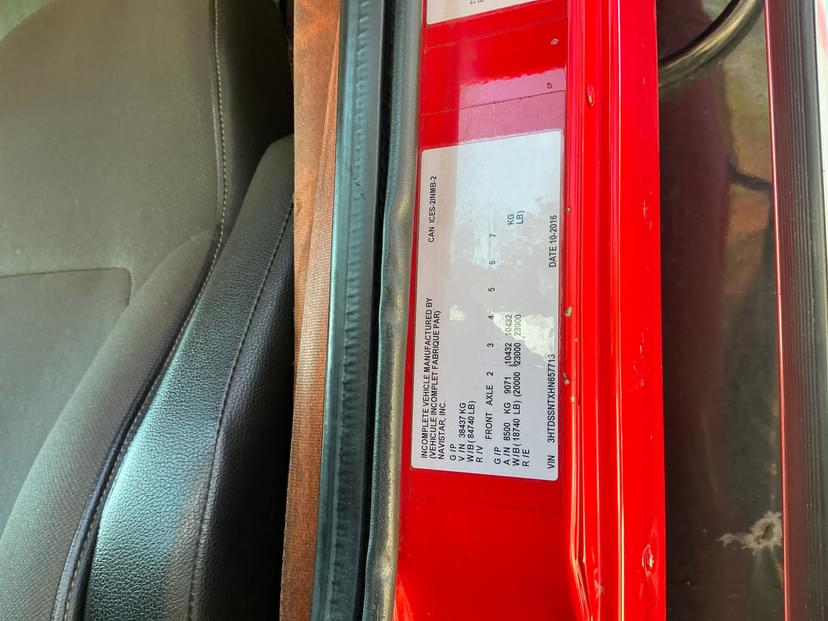 INCOMPLETE VEHICLE MANUFACTURED BY
(VEHICULE INCOMPLET FABRIQUE PAR)
NAVISTAR, INC. CAN ICES-2/NMB-2
G / P
V / N 38437 KG
W / B ( 84740 LB)
R / V
FRONT AXLE 2 3 4 5 6 7
G / P
A / N 8500 KG 9071 10432 10432 KG
W / B ( 18740 LB) (20000 23000 23000 LB)
R / E
VIN 3HTDSSNTXHN657713 DATE 10-2016